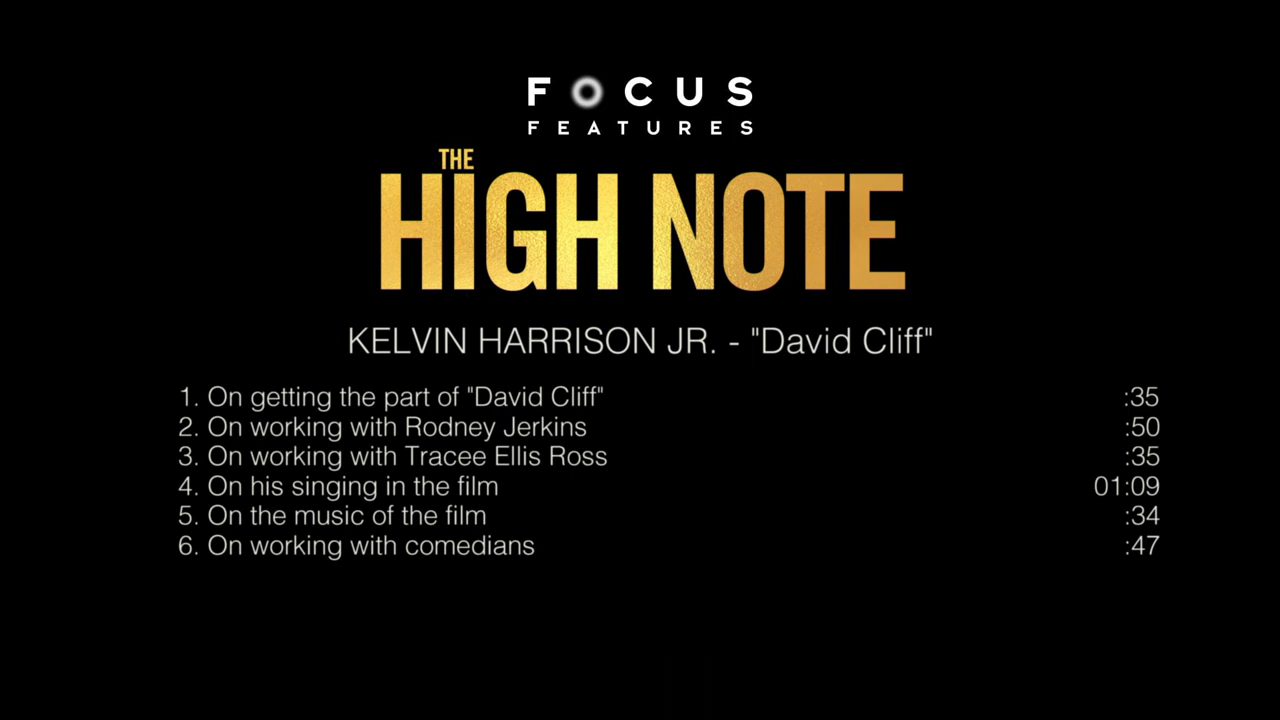 FOCUS
FEATURES
THE
HIGH NOTE
KELVIN HARRISON JR. - "David Cliff"
1. On getting the part of "David Cliff" :35
2. On working with Rodney Jerkins :50
3. On working with Tracee Ellis Ross :35
4. On his singing in the film 01:09
5. On the music of the film :34
6. On working with comedians :47